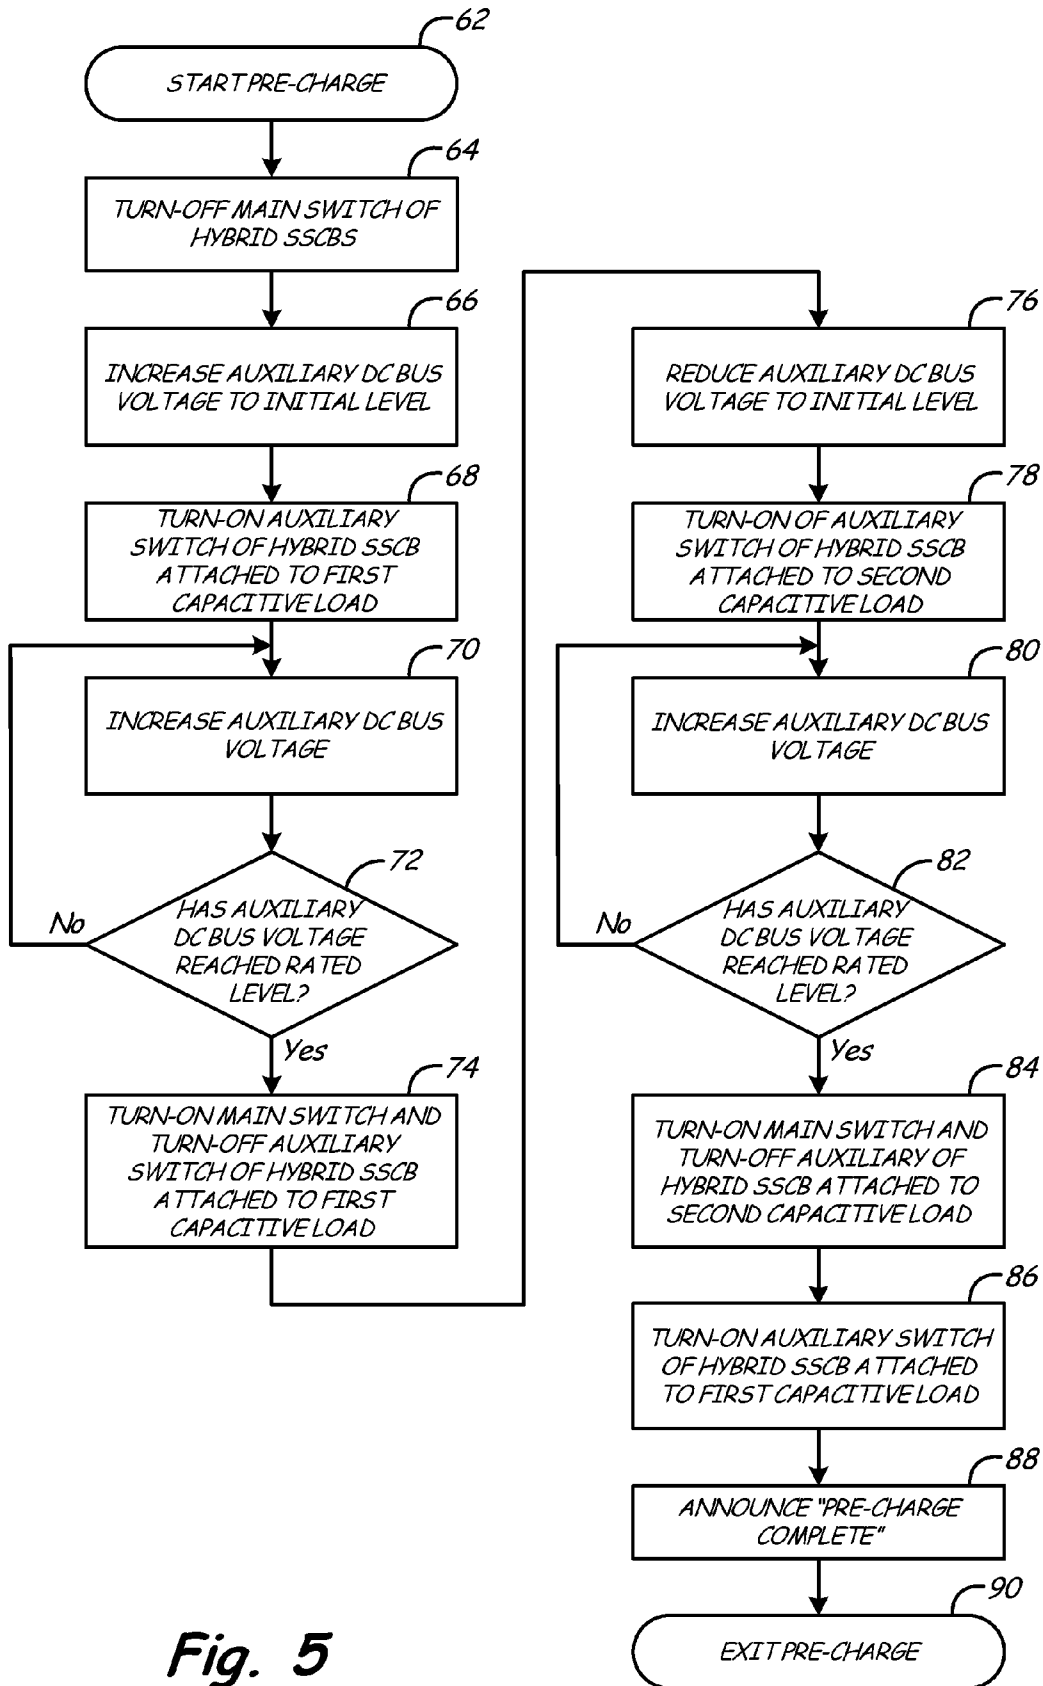 62
START PRE-CHARGE
64
TURN-OFF MAIN SWITCH OF
HYBRID SSCBS
66
INCREASE AUXILIARY DC BUS
VOLTAGE TO INITIAL LEVEL
68
TURN-ON AUXILIARY
SWITCH OF HYBRID SSCB
ATTACHED TO FIRST
CAPACITIVE LOAD
70
INCREASE AUXILIARY DC BUS
VOLTAGE
72
HAS AUXILIARY
DC BUS VOLTAGE
REACHED RATED
LEVEL?
No
Yes
74
TURN-ON MAIN SWITCH AND
TURN-OFF AUXILIARY
SWITCH OF HYBRID SSCB
ATTACHED TO FIRST
CAPACITIVE LOAD
76
REDUCE AUXILIARY DC BUS
VOLTAGE TO INITIAL LEVEL
78
TURN-ON OF AUXILIARY
SWITCH OF HYBRID SSCB
ATTACHED TO SECOND
CAPACITIVE LOAD
80
INCREASE AUXILIARY DC BUS
VOLTAGE
82
HAS AUXILIARY
DC BUS VOLTAGE
REACHED RATED
LEVEL?
No
Yes
84
TURN-ON MAIN SWITCH AND
TURN-OFF AUXILIARY OF
HYBRID SSCB ATTACHED TO
SECOND CAPACITIVE LOAD
86
TURN-ON AUXILIARY SWITCH
OF HYBRID SSCB ATTACHED
TO FIRST CAPACITIVE LOAD
88
ANNOUNCE "PRE-CHARGE
COMPLETE"
90
EXIT PRE-CHARGE
Fig. 5